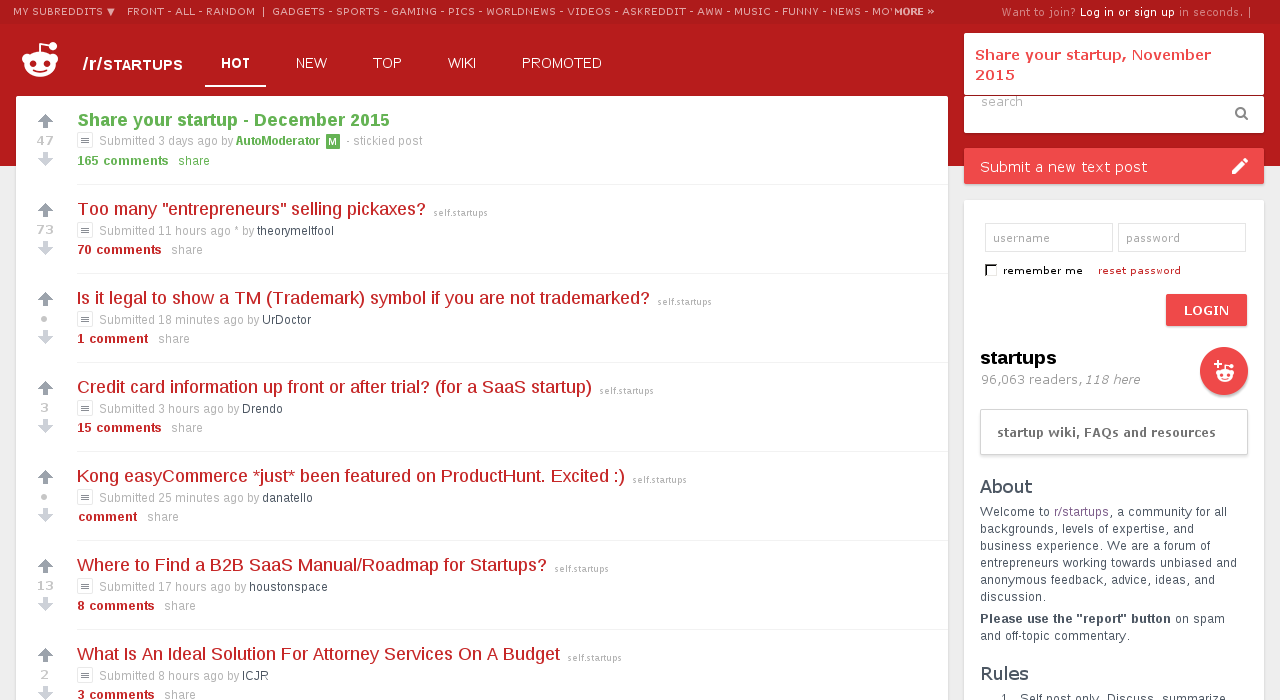 MY SUBREDDITS ▼ FRONT - ALL - RANDOM | GADGETS - SPORTS - GAMING - PICS - WORLDNEWS - VIDEOS - ASKREDDIT - AWW - MUSIC - FUNNY - NEWS - MO MORE »
Want to join? Log in or sign up in seconds. |
/r/STARTUPS HOT NEW TOP WIKI PROMOTED
Share your startup - December 2015
47
Submitted 3 days ago by AutoModerator M - stickied post
165 comments share
Too many "entrepreneurs" selling pickaxes? self.startups
73
Submitted 11 hours ago * by theorymeltfool
70 comments share
Is it legal to show a TM (Trademark) symbol if you are not trademarked? self.startups
•
Submitted 18 minutes ago by UrDoctor
1 comment share
Credit card information up front or after trial? (for a SaaS startup) self.startups
3
Submitted 3 hours ago by Drendo
15 comments share
Kong easyCommerce *just* been featured on ProductHunt. Excited :) self.startups
•
Submitted 25 minutes ago by danatello
comment share
Where to Find a B2B SaaS Manual/Roadmap for Startups? self.startups
13
Submitted 17 hours ago by houstonspace
8 comments share
What Is An Ideal Solution For Attorney Services On A Budget self.startups
2
Submitted 8 hours ago by ICJR
3 comments share
Share your startup, November
2015
search
Submit a new text post
username password
remember me reset password
LOGIN
startups
96,063 readers, 118 here
startup wiki, FAQs and resources
About
Welcome to r/startups, a community for all
backgrounds, levels of expertise, and
business experience. We are a forum of
entrepreneurs working towards unbiased and
anonymous feedback, advice, ideas, and
discussion.
Please use the "report" button on spam
and off-topic commentary.
Rules
1. Self post only. Discuss, summarize